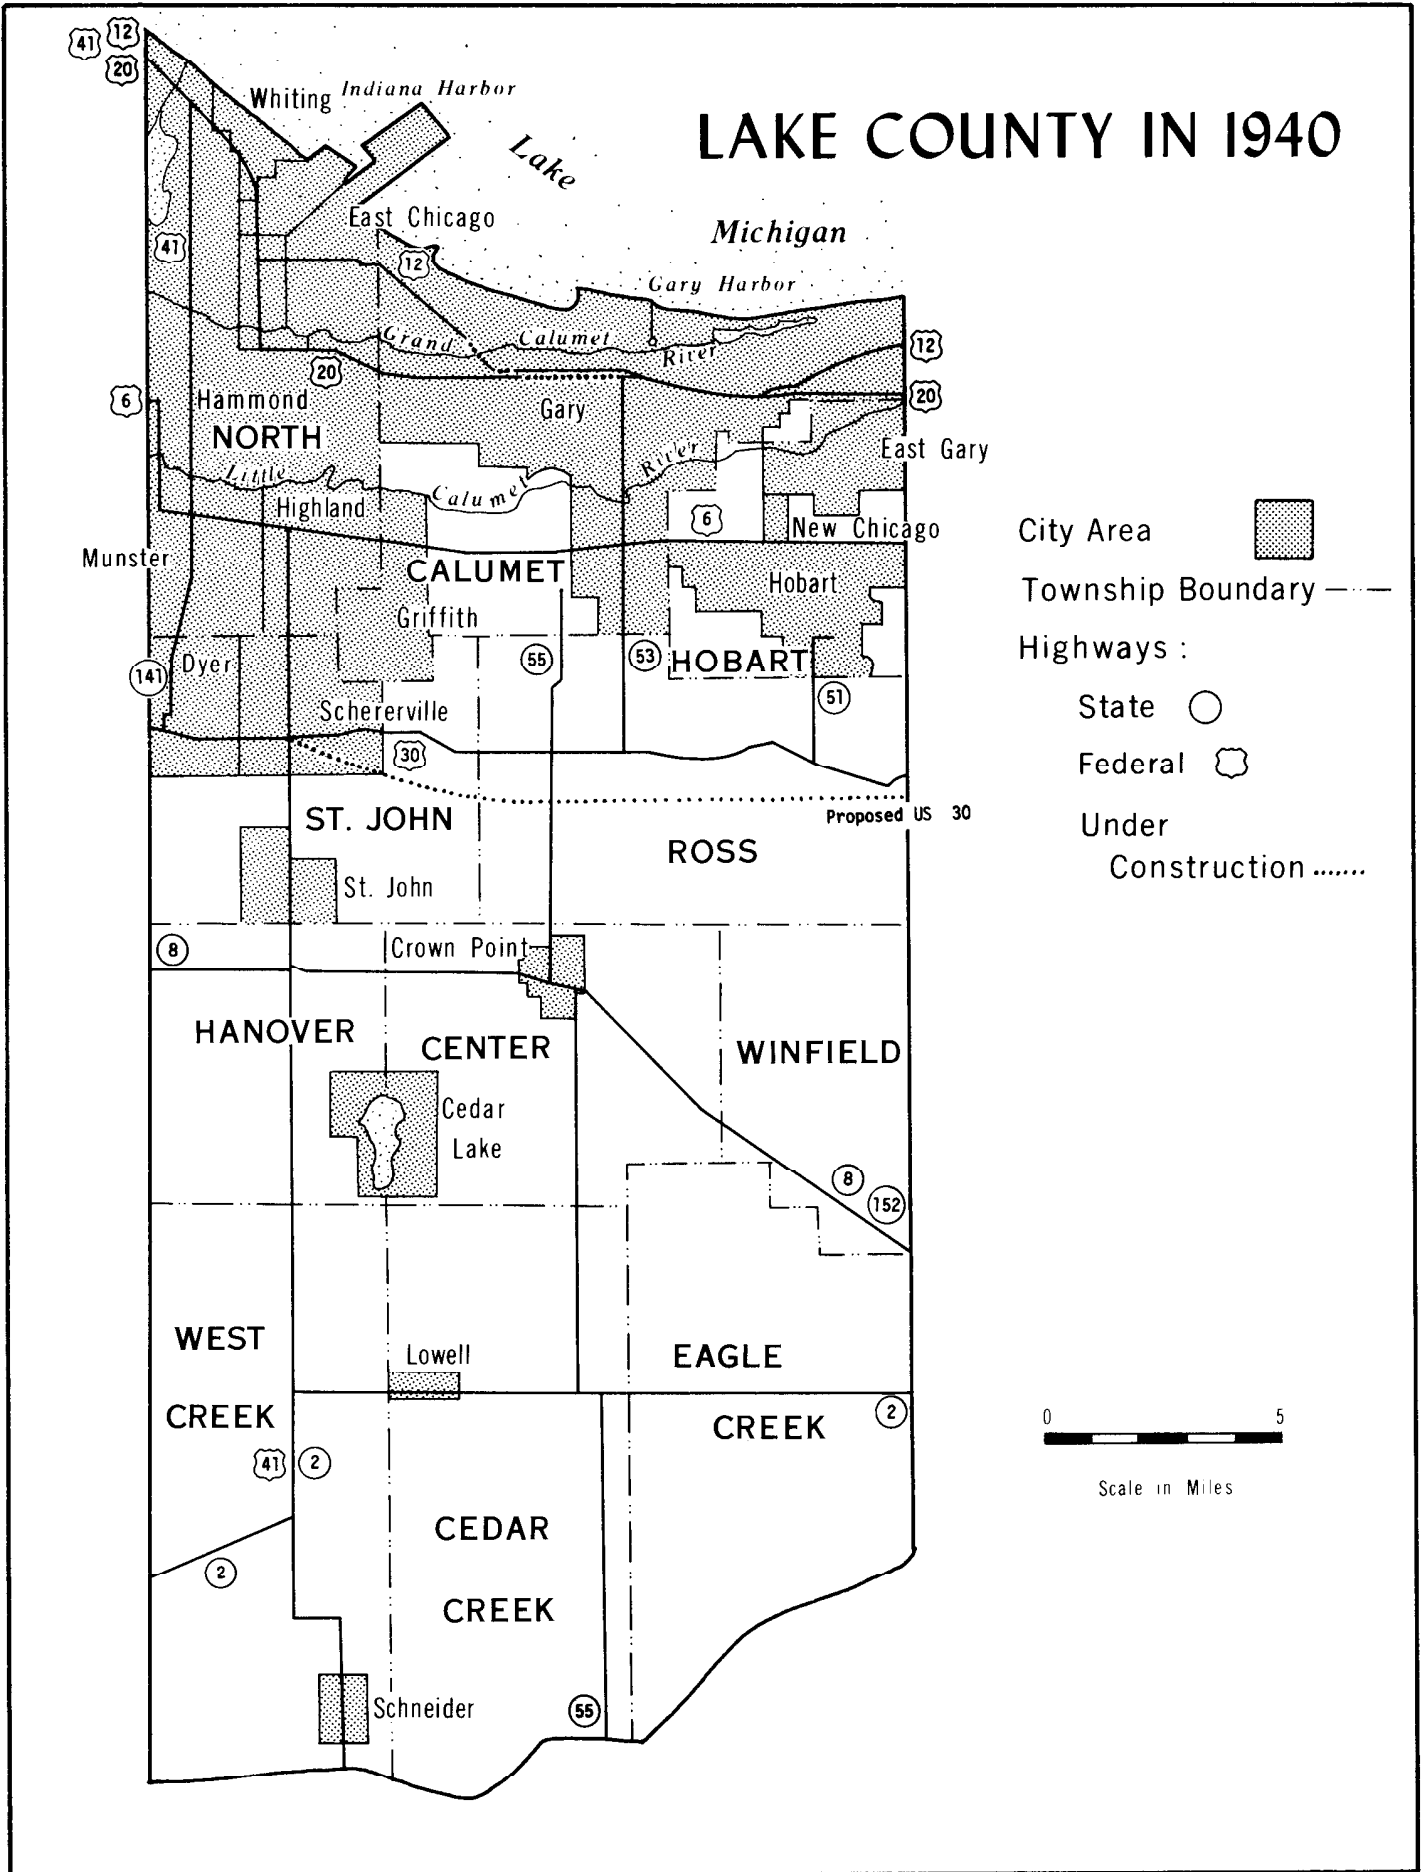 LAKE COUNTY IN 1940
41
12
20
Whiting
Indiana Harbor
Lake
Michigan
East Chicago
41
12
Gary Harbor
Grand Calumet River
12
20
20
6
Hammond
NORTH
Gary
East Gary
Little Calumet River
Highland
6
New Chicago
Munster
CALUMET
Hobart
Griffith
141
Dyer
55
53
HOBART
51
Schererville
30
Proposed US 30
ST. JOHN
ROSS
St. John
8
Crown Point
HANOVER
CENTER
WINFIELD
Cedar
Lake
8
152
WEST
CREEK
Lowell
EAGLE
CREEK
2
41
2
2
CEDAR
CREEK
Schneider
55
City Area
Township Boundary
Highways :
State
Federal
Under
Construction
0 5
Scale in Miles